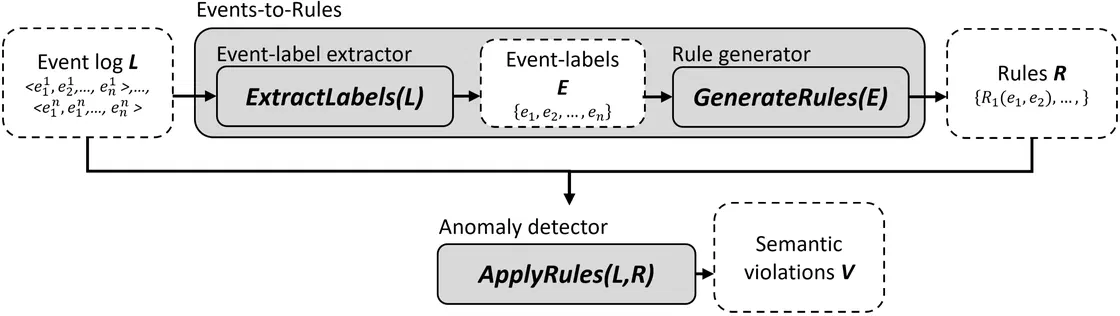 Events-to-Rules
Event log L
<e₁¹, e₂¹,..., eₙ¹ >,...,
<e₁ⁿ, e₁ⁿ,..., eₙⁿ >
Event-label extractor
ExtractLabels(L)
Event-labels
E
{e₁, e₂, ... , eₙ}
Rule generator
GenerateRules(E)
Rules R
{R₁(e₁, e₂), ... , }
Anomaly detector
ApplyRules(L,R)
Semantic
violations V